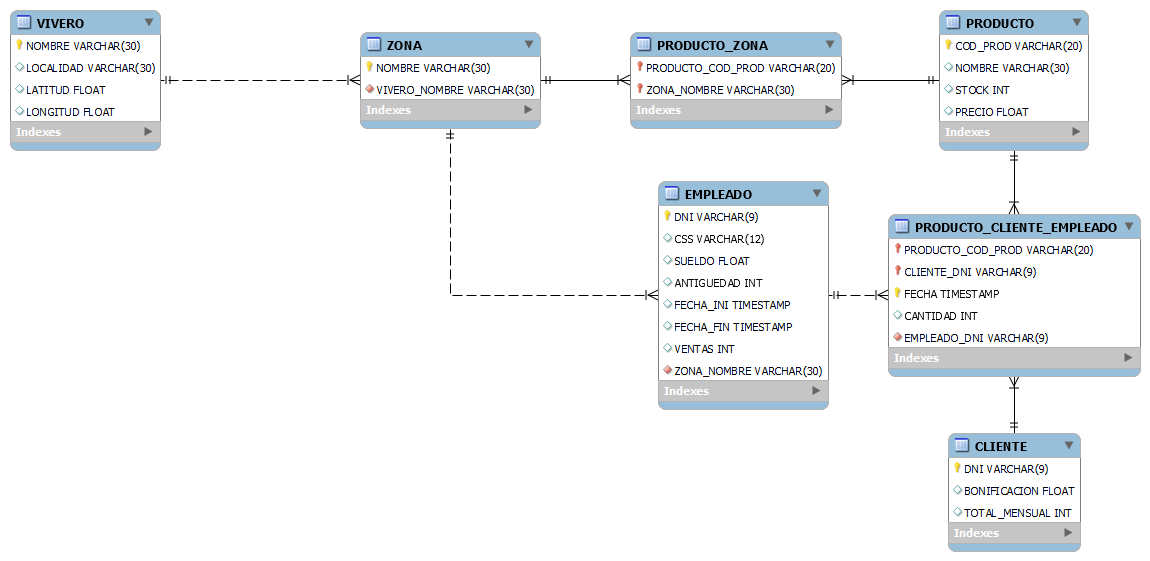 VIVERO
NOMBRE VARCHAR(30)
LOCALIDAD VARCHAR(30)
LATITUD FLOAT
LONGITUD FLOAT
Indexes
ZONA
NOMBRE VARCHAR(30)
VIVERO_NOMBRE VARCHAR(30)
Indexes
PRODUCTO_ZONA
PRODUCTO_COD_PROD VARCHAR(20)
ZONA_NOMBRE VARCHAR(30)
Indexes
PRODUCTO
COD_PROD VARCHAR(20)
NOMBRE VARCHAR(30)
STOCK INT
PRECIO FLOAT
Indexes
EMPLEADO
DNI VARCHAR(9)
CSS VARCHAR(12)
SUELDO FLOAT
ANTIGUEDAD INT
FECHA_INI TIMESTAMP
FECHA_FIN TIMESTAMP
VENTAS INT
ZONA_NOMBRE VARCHAR(30)
Indexes
PRODUCTO_CLIENTE_EMPLEADO
PRODUCTO_COD_PROD VARCHAR(20)
CLIENTE_DNI VARCHAR(9)
FECHA TIMESTAMP
CANTIDAD INT
EMPLEADO_DNI VARCHAR(9)
Indexes
CLIENTE
DNI VARCHAR(9)
BONIFICACION FLOAT
TOTAL_MENSUAL INT
Indexes